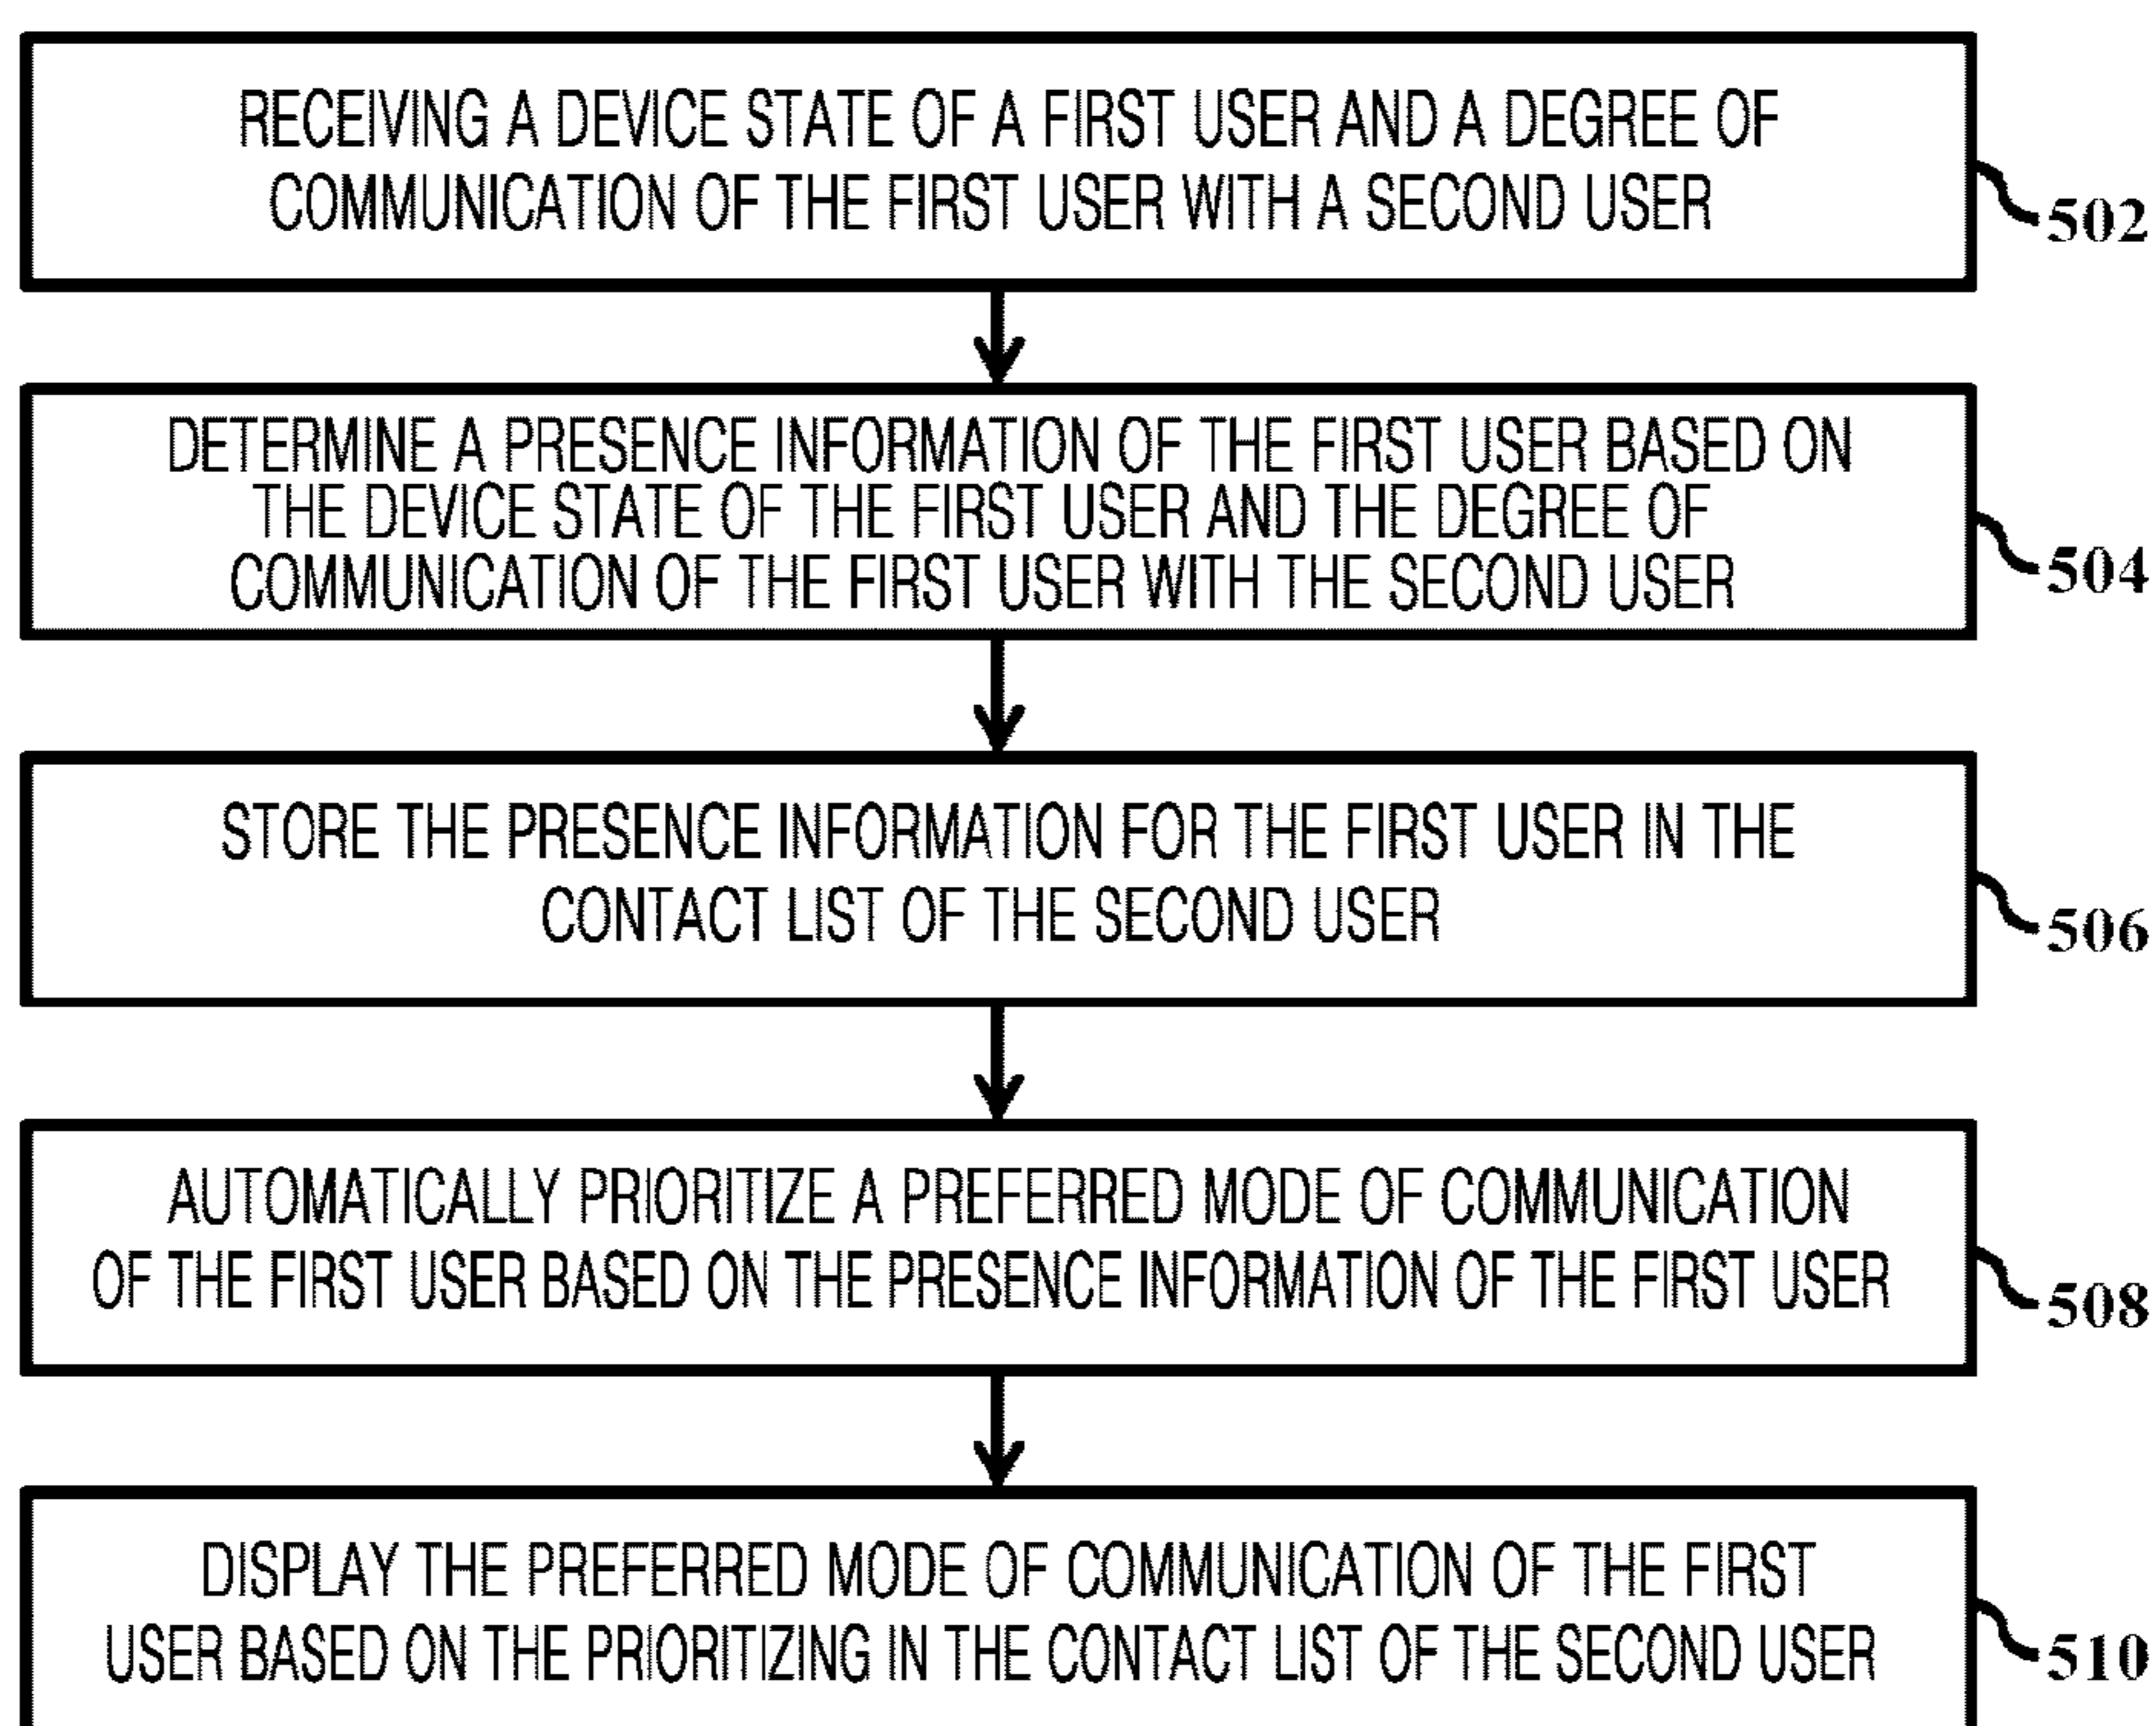 RECEIVING A DEVICE STATE OF A FIRST USER AND A DEGREE OF
COMMUNICATION OF THE FIRST USER WITH A SECOND USER
502
DETERMINE A PRESENCE INFORMATION OF THE FIRST USER BASED ON
THE DEVICE STATE OF THE FIRST USER AND THE DEGREE OF
COMMUNICATION OF THE FIRST USER WITH THE SECOND USER
504
STORE THE PRESENCE INFORMATION FOR THE FIRST USER IN THE
CONTACT LIST OF THE SECOND USER
506
AUTOMATICALLY PRIORITIZE A PREFERRED MODE OF COMMUNICATION
OF THE FIRST USER BASED ON THE PRESENCE INFORMATION OF THE FIRST USER
508
DISPLAY THE PREFERRED MODE OF COMMUNICATION OF THE FIRST
USER BASED ON THE PRIORITIZING IN THE CONTACT LIST OF THE SECOND USER
510